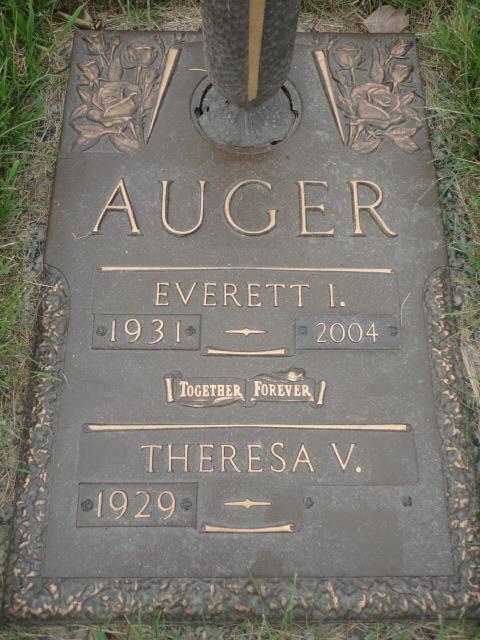 AUGER
EVERETT I.
1931 2004
TOGETHER FOREVER
THERESA V.
1929